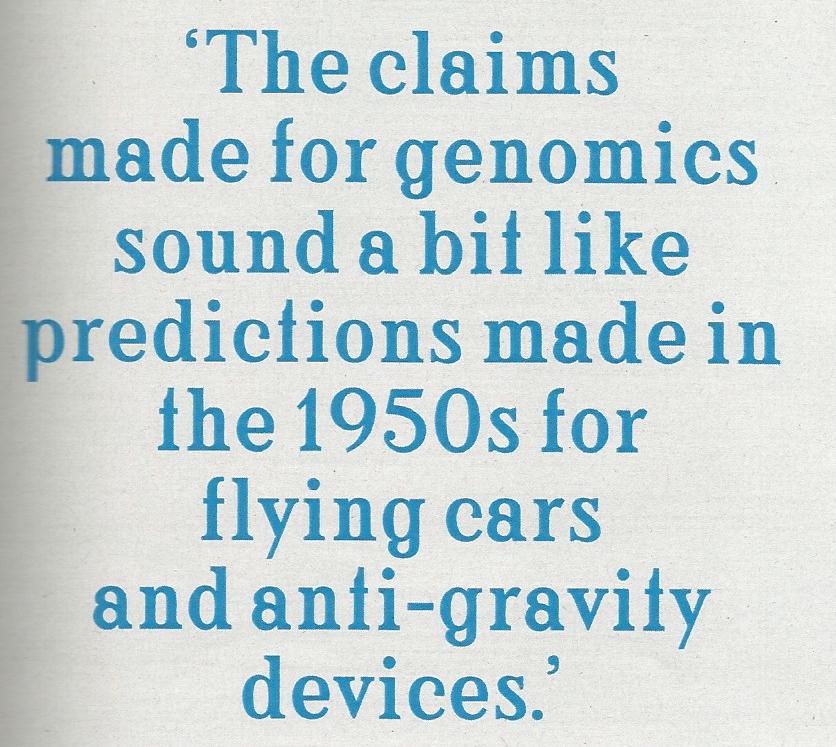 ‘The claims
made for genomics
sound a bit like
predictions made in
the 1950s for
flying cars
and anti-gravity
devices.’